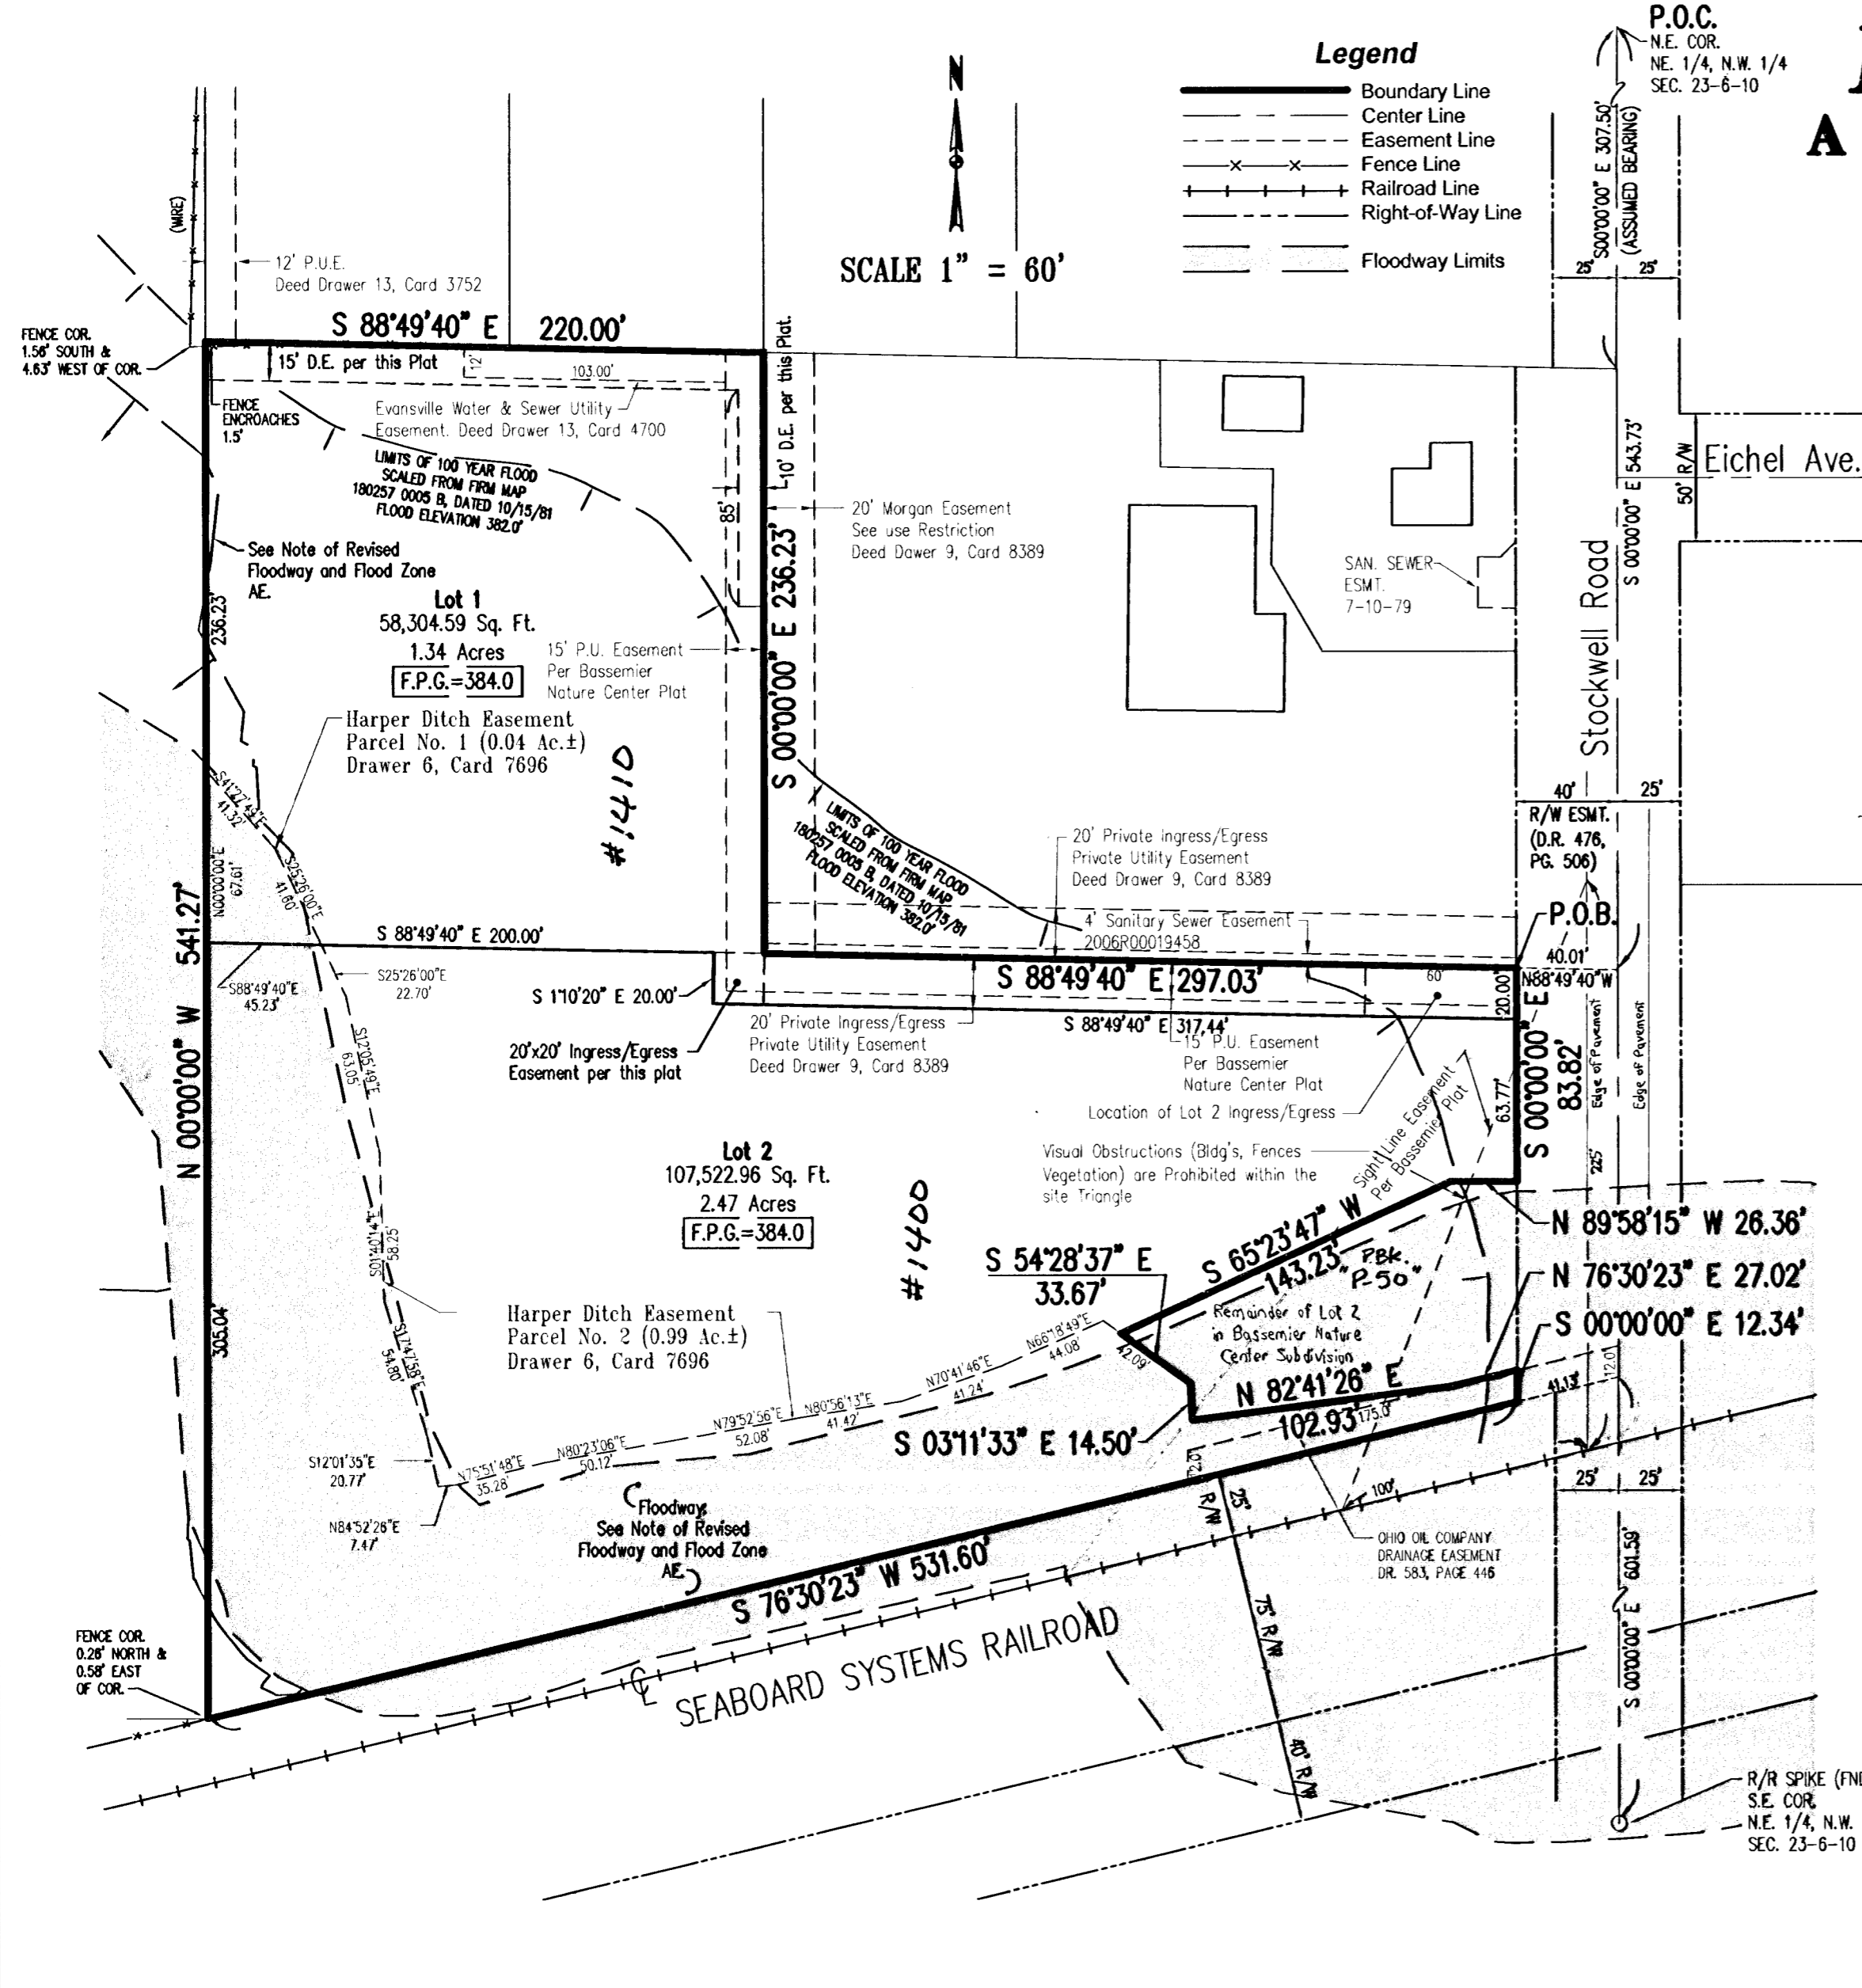 P.O.C.
N.E. COR.
NE. 1/4, N.W. 1/4
SEC. 23-6-10
A
Legend
Boundary Line
Center Line
Easement Line
Fence Line
Railroad Line
Right-of-Way Line
Floodway Limits
N
SCALE 1" = 60'
S00°00'00" E 307.50'
(ASSUMED BEARING)
25'
25'
(WIRE)
12' P.U.E.
Deed Drawer 13, Card 3752
FENCE COR.
1.56' SOUTH &
4.63' WEST OF COR.
S 88°49'40" E 220.00'
15' D.E. per this Plat
12'
103.00'
10' D.E. per this Plat.
FENCE
ENCROACHES
1.5'
Evansville Water & Sewer Utility
Easement. Deed Drawer 13, Card 4700
LIMITS OF 100 YEAR FLOOD
SCALED FROM FIRM MAP
180257 0005 B, DATED 10/15/81
FLOOD ELEVATION 382.0'
85'
20' Morgan Easement
See use Restriction
Deed Dawer 9, Card 8389
S 00°00'00" E 236.23'
S 00°00'00" E 543.73'
50' R/W
Eichel Ave.
SAN. SEWER
ESMT.
7-10-79
Stockwell Road
See Note of Revised
Floodway and Flood Zone
AE.
236.23'
Lot 1
58,304.59 Sq. Ft.
1.34 Acres
F.P.G.=384.0
15' P.U. Easement
Per Bassemier
Nature Center Plat
Harper Ditch Easement
Parcel No. 1 (0.04 Ac.±)
Drawer 6, Card 7696
#1410
S41°27'49"E
41.32'
N00°00'00"E
67.61'
S25°26'00"E
41.60'
LIMITS OF 100 YEAR FLOOD
SCALED FROM FIRM MAP
180257 0005 B, DATED 10/15/81
FLOOD ELEVATION 382.0'
20' Private Ingress/Egress
Private Utility Easement
Deed Drawer 9, Card 8389
4' Sanitary Sewer Easement
2006R00019458
40'
25'
R/W ESMT.
(D.R. 476,
PG. 506)
P.O.B.
40.01'
N88°49'40"W
N 00°00'00" W 541.27'
S 88°49'40" E 200.00'
S88°49'40"E
45.23'
S25°26'00"E
22.70'
S 1°10'20" E 20.00'
S 88°49'40" E 297.03'
60'
20.00'
S 88°49'40" E 317.44'
20' Private Ingress/Egress
Private Utility Easement
Deed Drawer 9, Card 8389
20'x20' Ingress/Egress
Easement per this plat
15' P.U. Easement
Per Bassemier
Nature Center Plat
Location of Lot 2 Ingress/Egress
S12°05'49"E
63.05'
63.77'
S 00°00'00" E
83.82'
Edge of Pavement
Edge of Pavement
Sight Line Easement
Per Bassemier Plat
Visual Obstructions (Bldg's, Fences
Vegetation) are Prohibited within the
site Triangle
Lot 2
107,522.96 Sq. Ft.
2.47 Acres
F.P.G.=384.0
#1400
S01°40'14"E
58.25'
S 65°23'47" W
143.23'
P.BK.
"P-50"
N 89°58'15" W 26.36'
N 76°30'23" E 27.02'
S 00°00'00" E 12.34'
S 54°28'37" E
33.67'
Remainder of Lot 2
in Bassemier Nature
Center Subdivision
Harper Ditch Easement
Parcel No. 2 (0.99 Ac.±)
Drawer 6, Card 7696
305.04'
S17°47'58"E
54.80'
N66°18'49"E
44.08'
42.09'
N70°41'46"E
41.24'
N80°56'13"E
41.42'
N79°52'56"E
52.08'
N80°23'06"E
50.12'
N75°51'48"E
35.28'
S12°01'35"E
20.77'
N84°52'26"E
7.47'
N 82°41'26" E
102.93'
175.0'
S 03°11'33" E 14.50'
12.0'
41.13'
12.0'
25'
R/W
100'
25'
25'
Floodway,
See Note of Revised
Floodway and Flood Zone
AE.
OHIO OIL COMPANY
DRAINAGE EASEMENT
DR. 583, PAGE 446
S 76°30'23" W 531.60'
SEABOARD SYSTEMS RAILROAD
75' R/W
40' R/W
S 00°00'00" E 601.59'
FENCE COR.
0.26' NORTH &
0.58' EAST
OF COR.
R/R SPIKE
S.E. COR.
N.E. 1/4, N.W.
SEC. 23-6-10